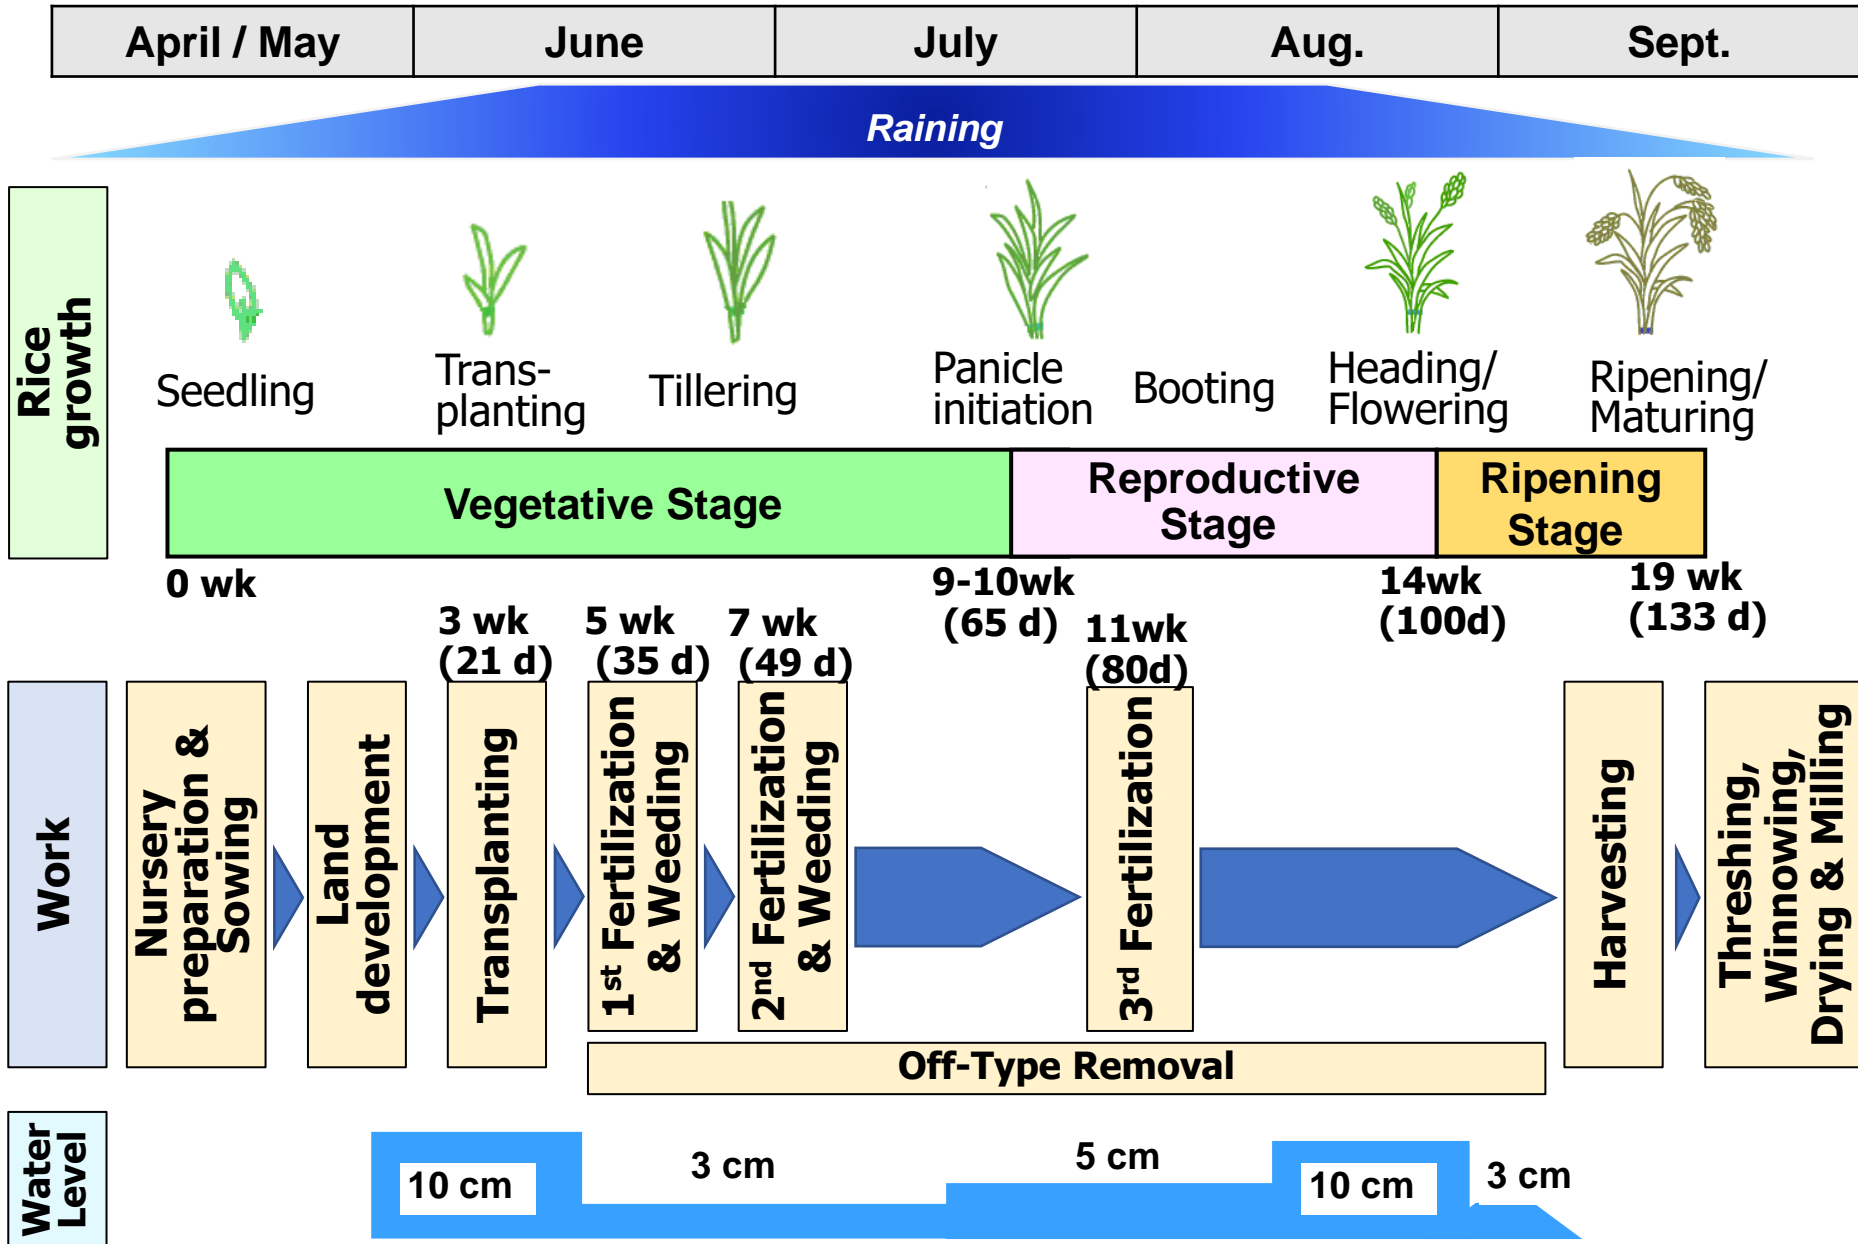 April / May
June
July
Aug.
Sept.
Raining
Rice
growth
Seedling
Trans-
planting
Tillering
Panicle
initiation
Booting
Heading/
Flowering
Ripening/
Maturing
Vegetative Stage
Reproductive
Stage
Ripening
Stage
0 wk
9-10wk
(65 d)
14wk
(100d)
19 wk
(133 d)
3 wk
(21 d)
5 wk
(35 d)
7 wk
(49 d)
11wk
(80d)
Work
Nursery
preparation &
Sowing
Land
development
Transplanting
1st Fertilization
& Weeding
2nd Fertilization
& Weeding
3rd Fertilization
Harvesting
Threshing,
Winnowing,
Drying & Milling
Off-Type Removal
Water
Level
10 cm
3 cm
5 cm
10 cm
3 cm